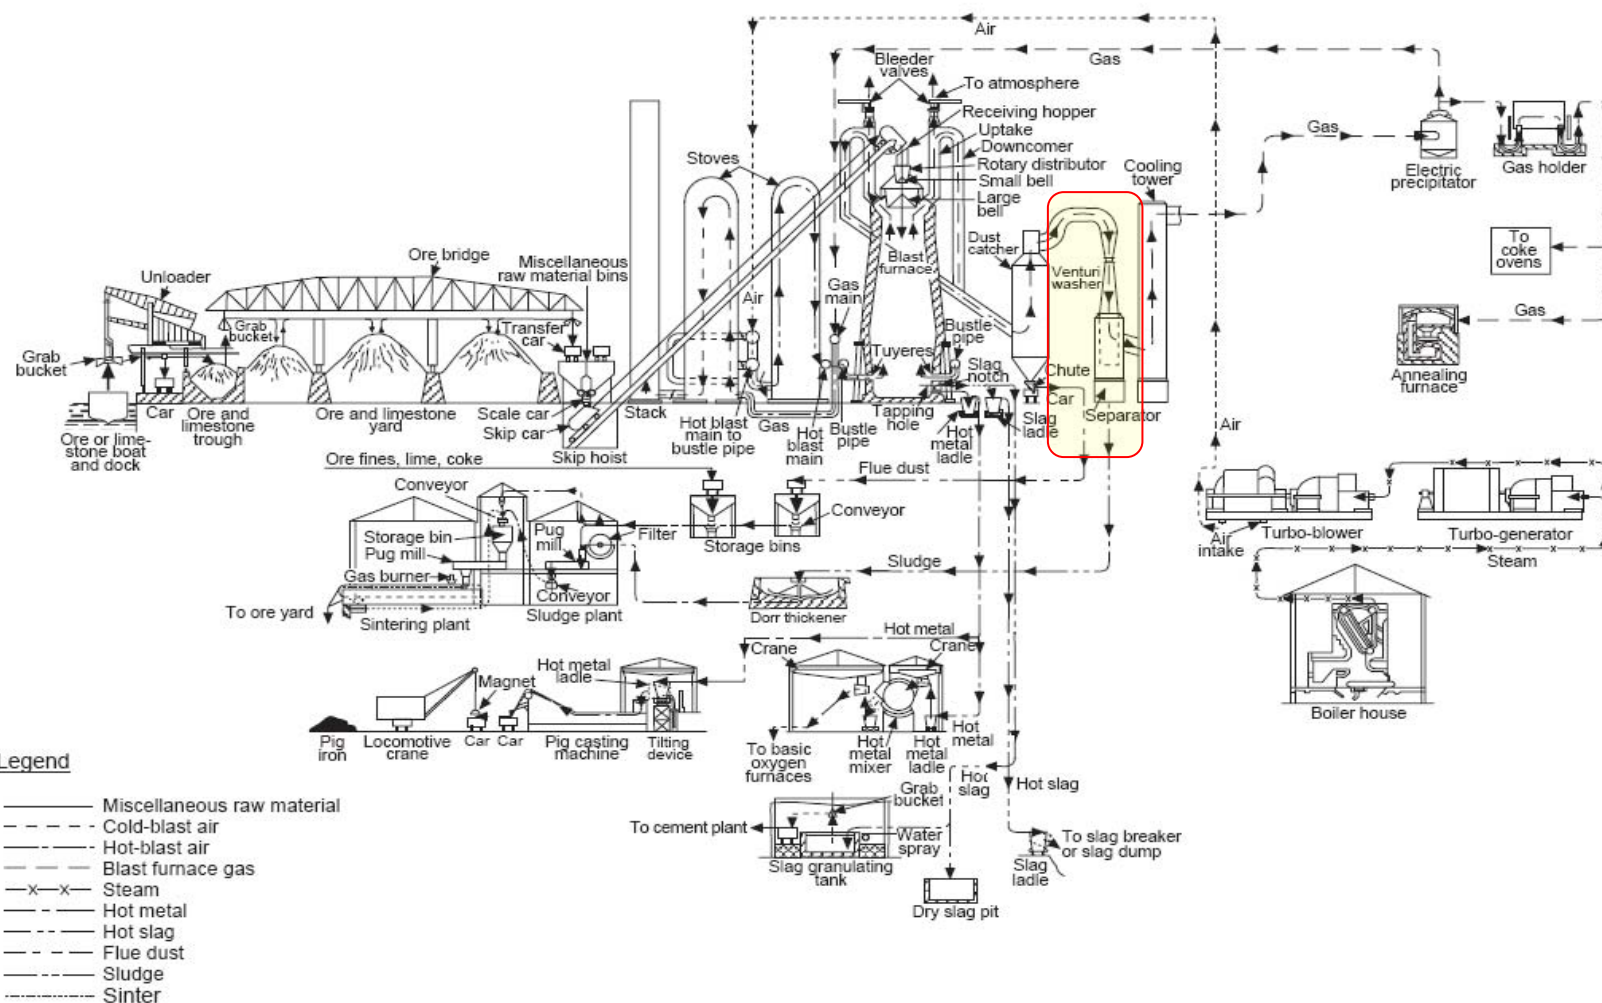 Air
Gas
Bleeder
valves
To atmosphere
Receiving hopper
Uptake
Downcomer
Rotary distributor
Small bell
Large
bell
Stoves
Cooling
tower
Gas
Electric
precipitator
Gas holder
Dust
catcher
Blast
furnace
Venturi
washer
To
coke
ovens
Ore bridge
Miscellaneous
raw material bins
Unloader
Gas
main
Air
Grab
bucket
Transfer
car
Grab
bucket
Bustle
pipe
Tuyeres
Slag
notch
Gas
Annealing
furnace
Chute
Car
Separator
Car
Ore and
limestone
trough
Ore and limestone
yard
Scale car
Skip car
Stack
Hot blast
main to
bustle pipe
Gas
Hot
blast
main
Bustle
pipe
Tapping
hole
Hot
metal
ladle
Slag
ladle
Air
Ore or lime-
stone boat
and dock
Skip hoist
Ore fines, lime, coke
Flue dust
Conveyor
Conveyor
Storage bin
Pug mill
Pug
mill
Filter
Storage bins
Air
intake
Turbo-blower
Turbo-generator
Steam
Gas burner
Conveyor
Sludge
To ore yard
Sintering plant
Sludge plant
Dorr thickener
Hot metal
Crane
Crane
Hot metal
ladle
Magnet
Boiler house
Pig
iron
Locomotive
crane
Car
Car
Pig casting
machine
Tilting
device
To basic
oxygen
furnaces
Hot
metal
mixer
Hot
metal
ladle
Hot
metal
Hot
slag
Hot slag
Legend
Miscellaneous raw material
Cold-blast air
Hot-blast air
Blast furnace gas
Steam
Hot metal
Hot slag
Flue dust
Sludge
Sinter
Grab
bucket
To cement plant
Water
spray
Slag granulating
tank
To slag breaker
or slag dump
Slag
ladle
Dry slag pit